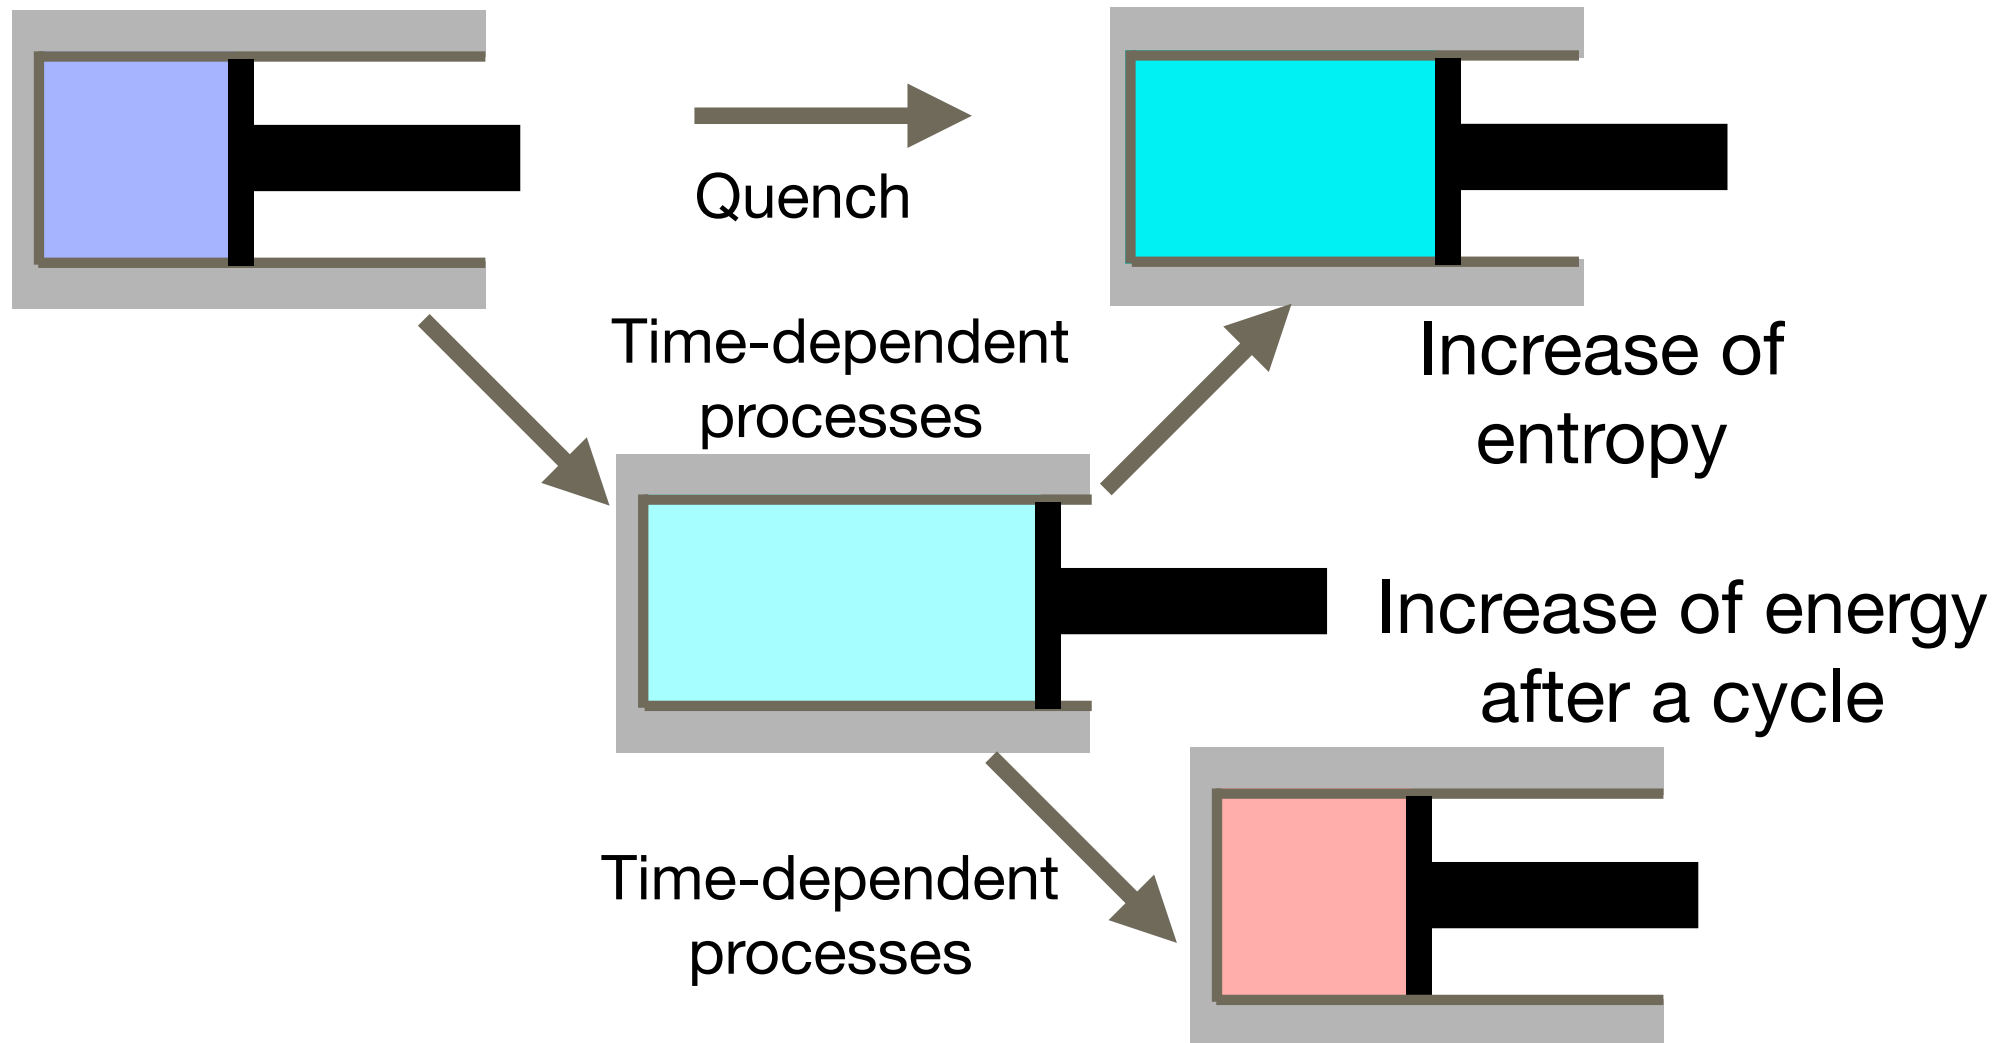 Quench
Time-dependent
processes
Increase of
entropy
Increase of energy
after a cycle
Time-dependent
processes